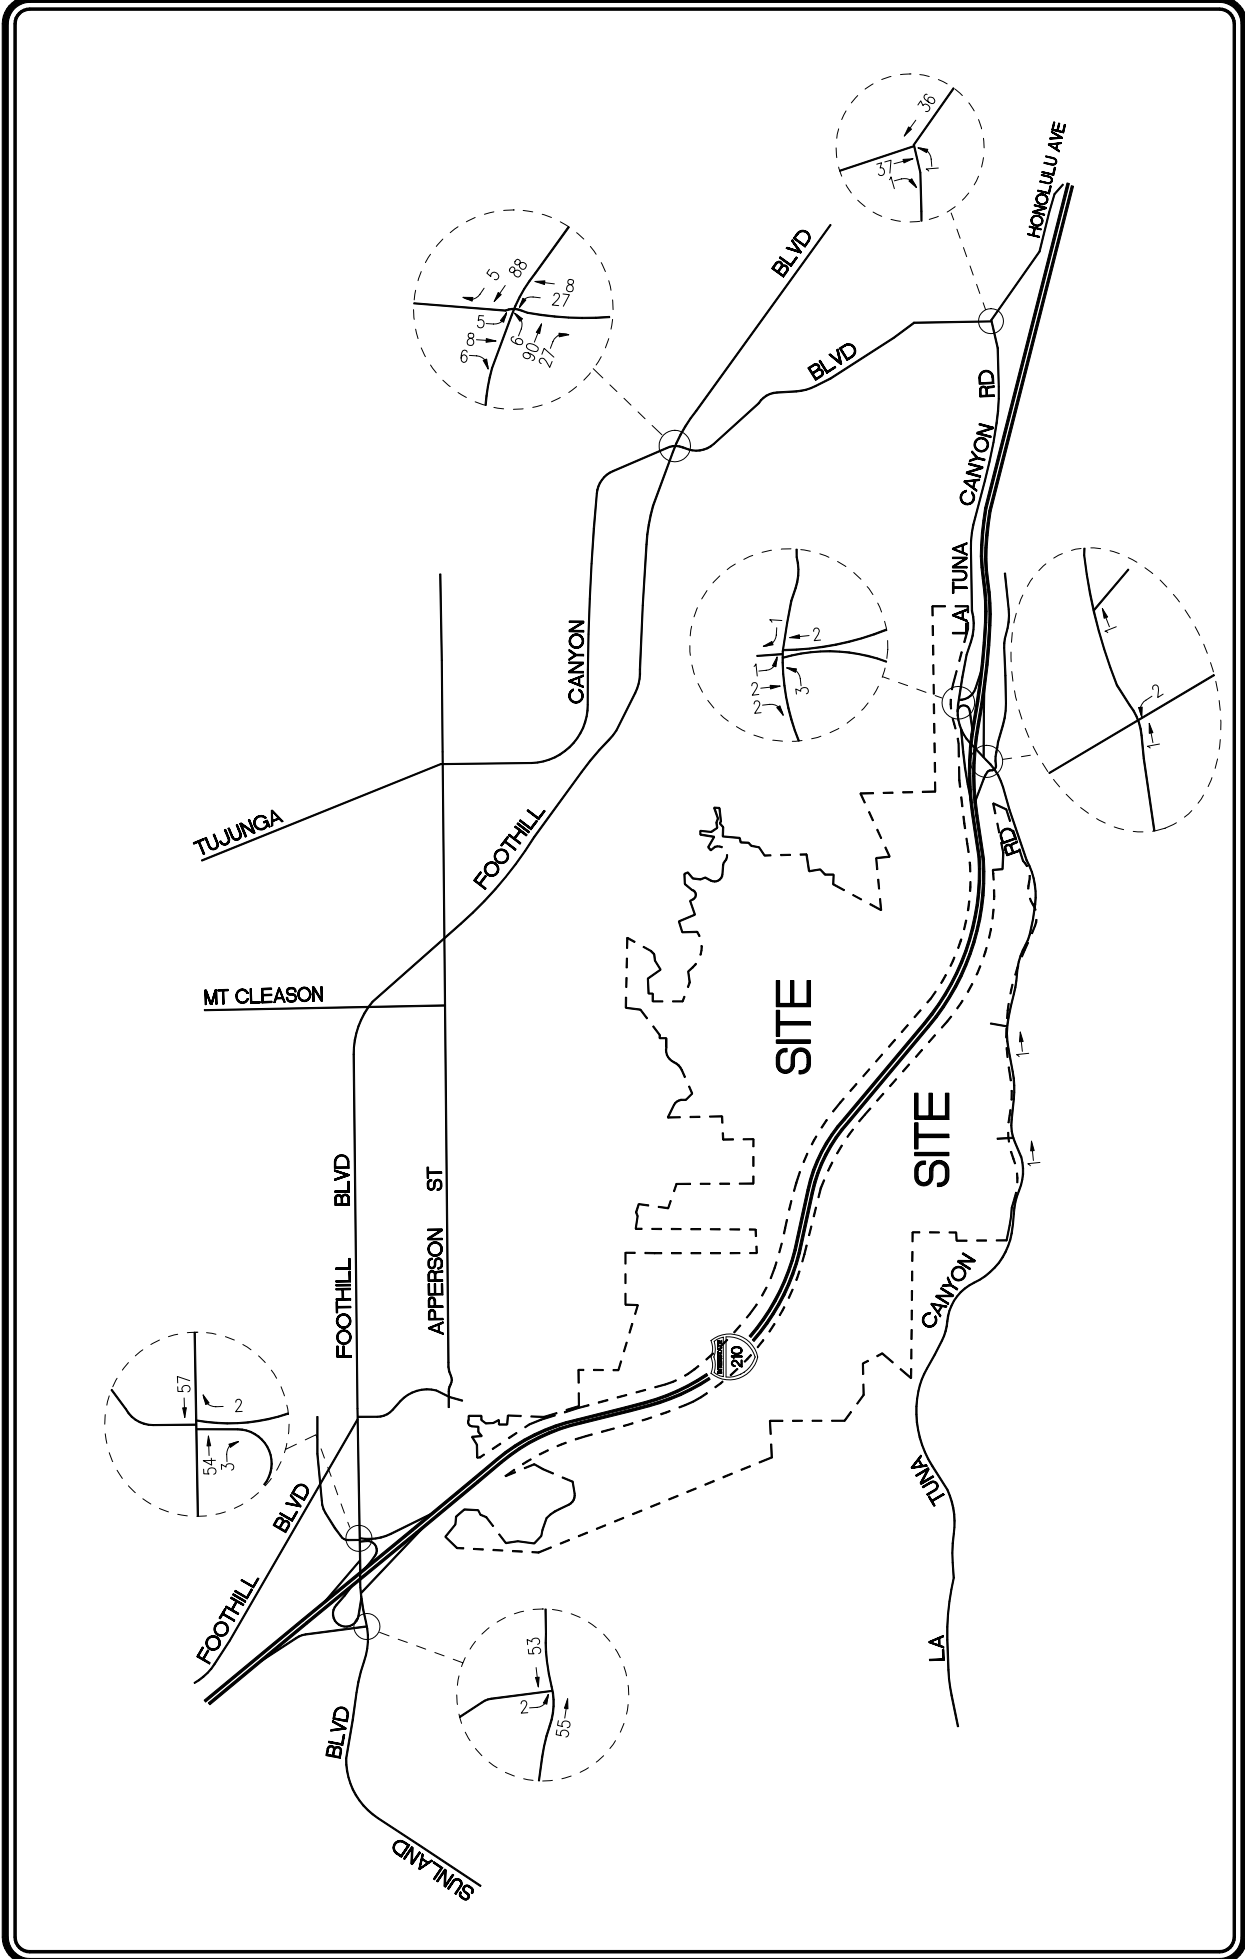 36
37
1
1
HONOLULU AVE
BLVD
5
88
8
27
5
8
6
6
90
27
BLVD
RD
CANYON
TUNA
LA
1
2
1
2
2
3
1
2
1
CANYON
TUJUNGA
FOOTHILL
RD
MT CLEASON
SITE
SITE
1
1
FOOTHILL BLVD
APPERSON ST
CANYON
TUNA
LA
210
57
2
54
3
BLVD
FOOTHILL
53
2
55
BLVD
SUNLAND